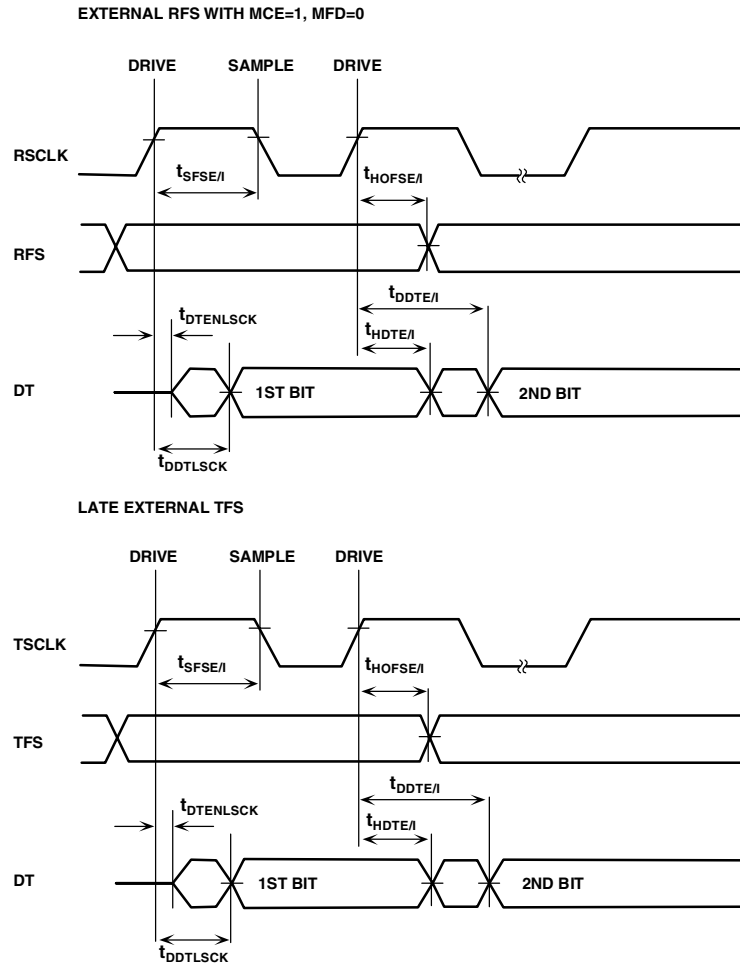 EXTERNAL RFS WITH MCE=1, MFD=0
DRIVE SAMPLE DRIVE
RSCLK
tSFSE/I tHOFSE/I
RFS
tDDTE/I
tDTENLSCK
tHDTE/I
DT 1ST BIT 2ND BIT
tDDTLSCK
LATE EXTERNAL TFS
DRIVE SAMPLE DRIVE
TSCLK
tSFSE/I tHOFSE/I
TFS
tDDTE/I
tDTENLSCK
tHDTE/I
DT 1ST BIT 2ND BIT
tDDTLSCK